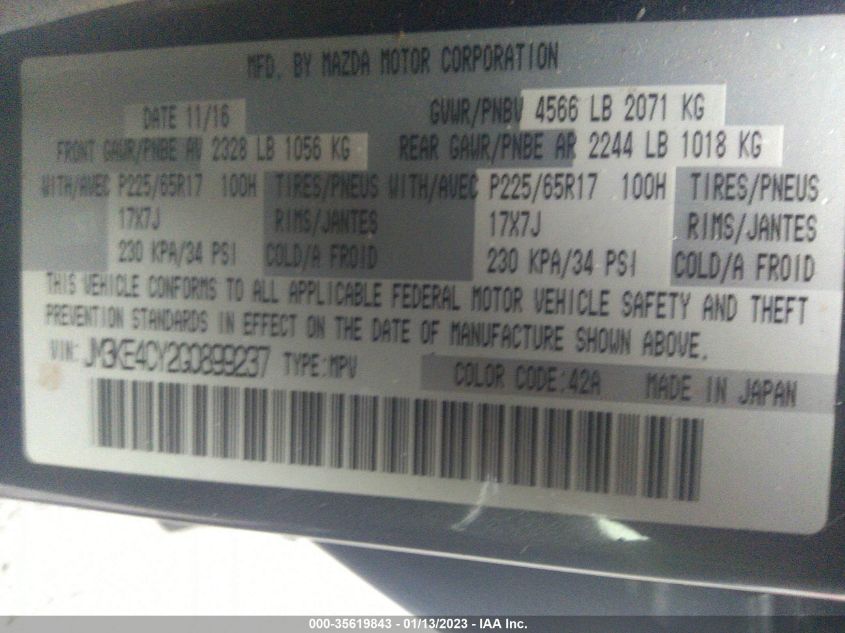 MFD. BY MAZDA MOTOR CORPORATION
DATE 11/16 GVWR/PNBV 4566 LB 2071 KG
FRONT GAWR/PNBE AV 2328 LB 1056 KG REAR GAWR/PNBE AR 2244 LB 1018 KG
WITH/AVEC P225/65R17 100H TIRES/PNEUS WITH/AVEC P225/65R17 100H TIRES/PNEUS
17X7J RIMS/JANTES 17X7J RIMS/JANTES
230 KPA/34 PSI COLD/A FROID 230 KPA/34 PSI COLD/A FROID
THIS VEHICLE CONFORMS TO ALL APPLICABLE FEDERAL MOTOR VEHICLE SAFETY AND THEFT
PREVENTION STANDARDS IN EFFECT ON THE DATE OF MANUFACTURE SHOWN ABOVE.
VIN: JM3KE4CY2G0899237 TYPE:MPV COLOR CODE:42A MADE IN JAPAN
000-35619843 - 01/13/2023 - IAA Inc.